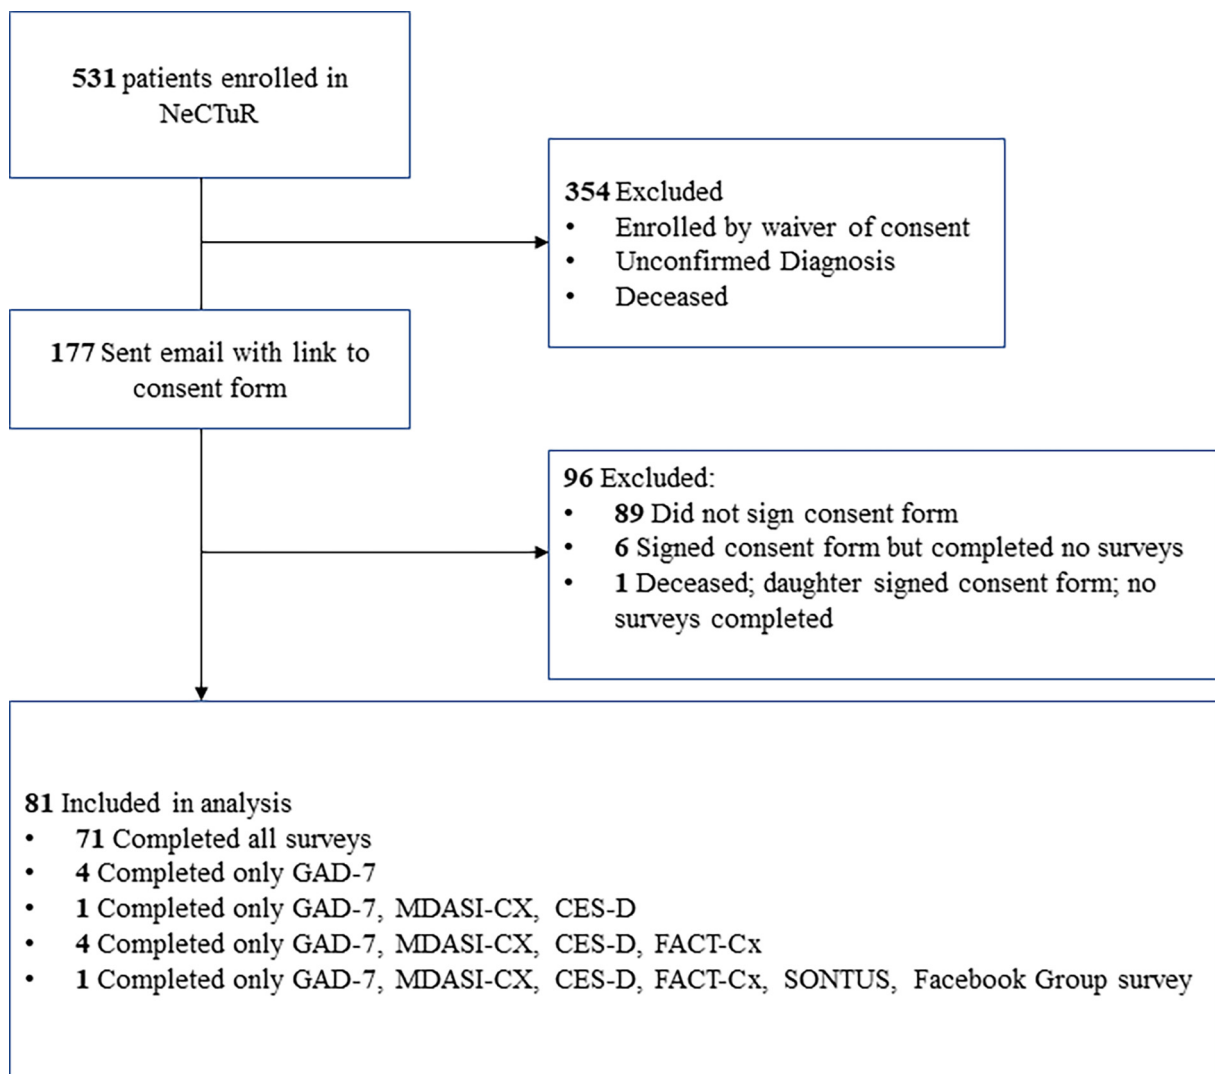 531 patients enrolled in
NeCTuR
354 Excluded
• Enrolled by waiver of consent
• Unconfirmed Diagnosis
• Deceased
177 Sent email with link to
consent form
96 Excluded:
• 89 Did not sign consent form
• 6 Signed consent form but completed no surveys
• 1 Deceased; daughter signed consent form; no
surveys completed
81 Included in analysis
• 71 Completed all surveys
• 4 Completed only GAD-7
• 1 Completed only GAD-7, MDASI-CX, CES-D
• 4 Completed only GAD-7, MDASI-CX, CES-D, FACT-Cx
• 1 Completed only GAD-7, MDASI-CX, CES-D, FACT-Cx, SONTUS, Facebook Group survey